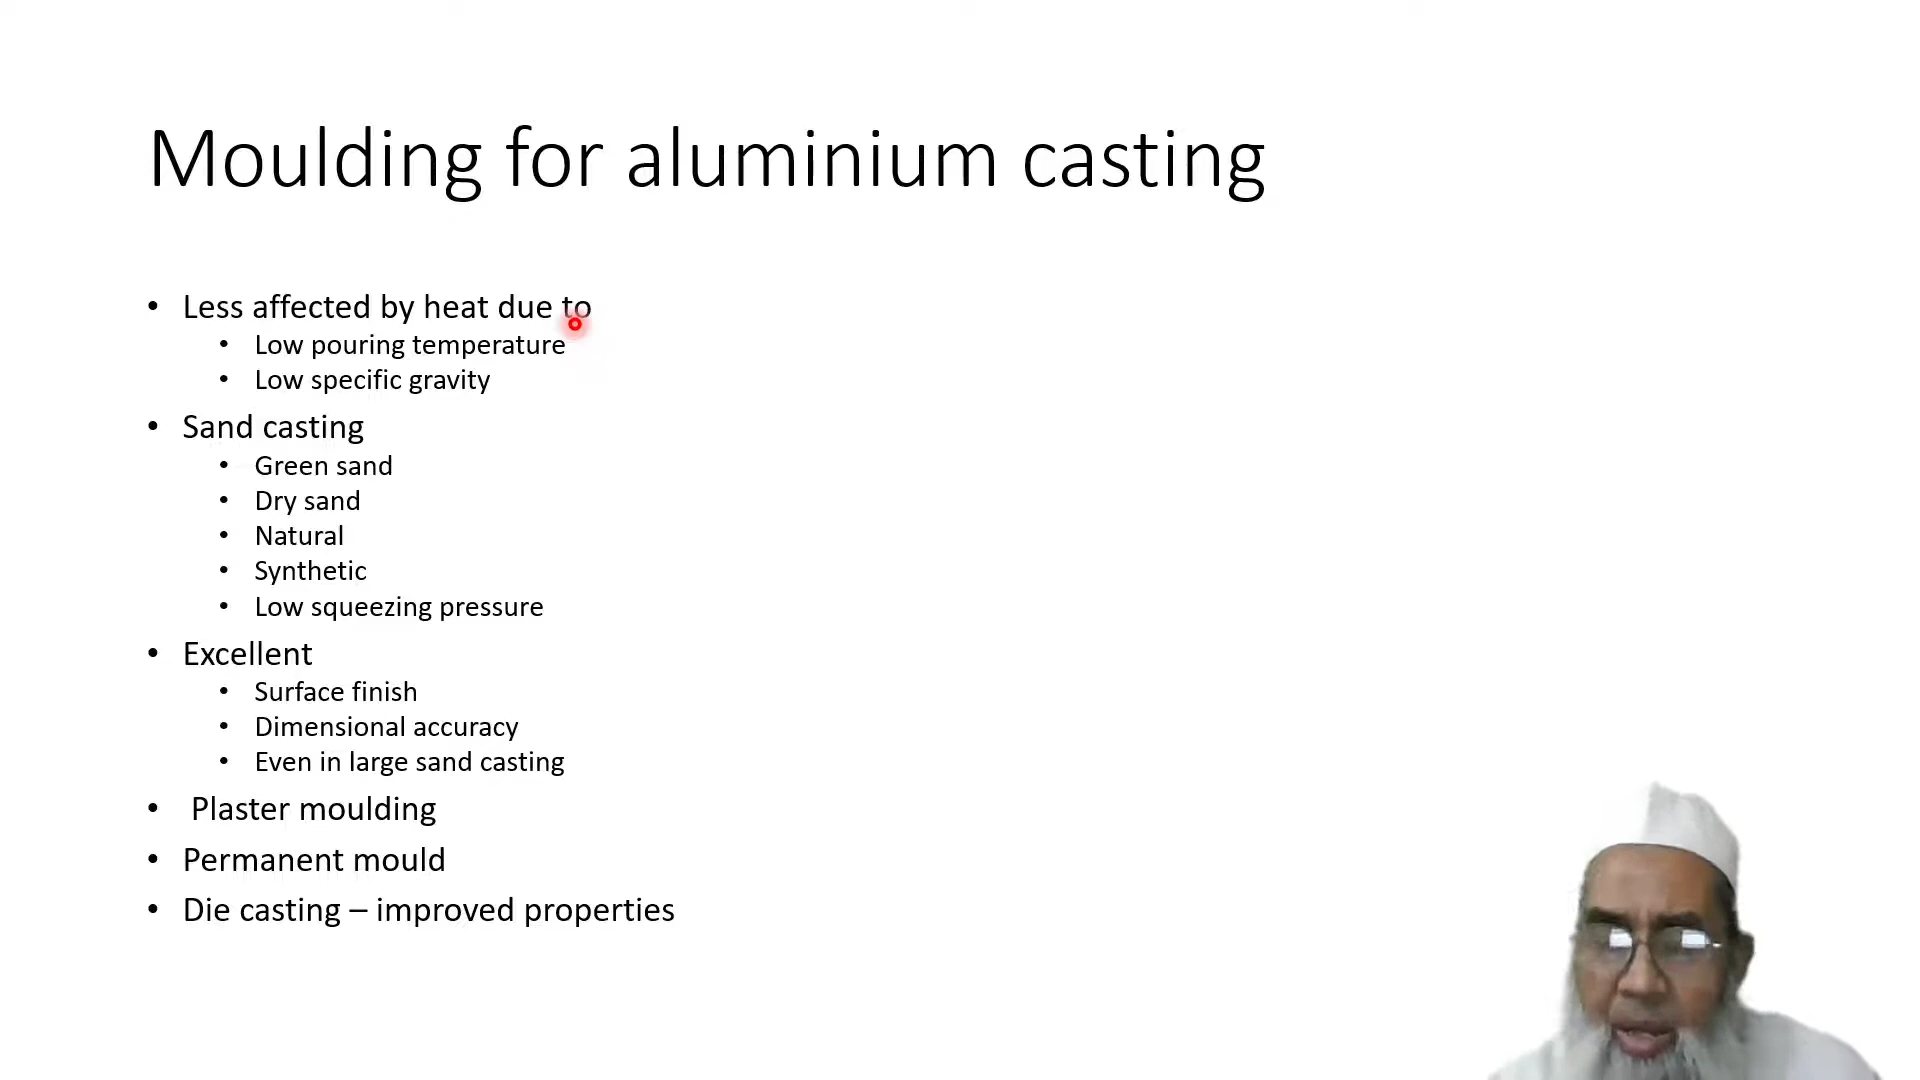 Moulding for aluminium casting
• Less affected by heat due to
• Low pouring temperature
• Low specific gravity
• Sand casting
• Green sand
• Dry sand
• Natural
• Synthetic
• Low squeezing pressure
• Excellent
• Surface finish
• Dimensional accuracy
• Even in large sand casting
• Plaster moulding
• Permanent mould
• Die casting – improved properties